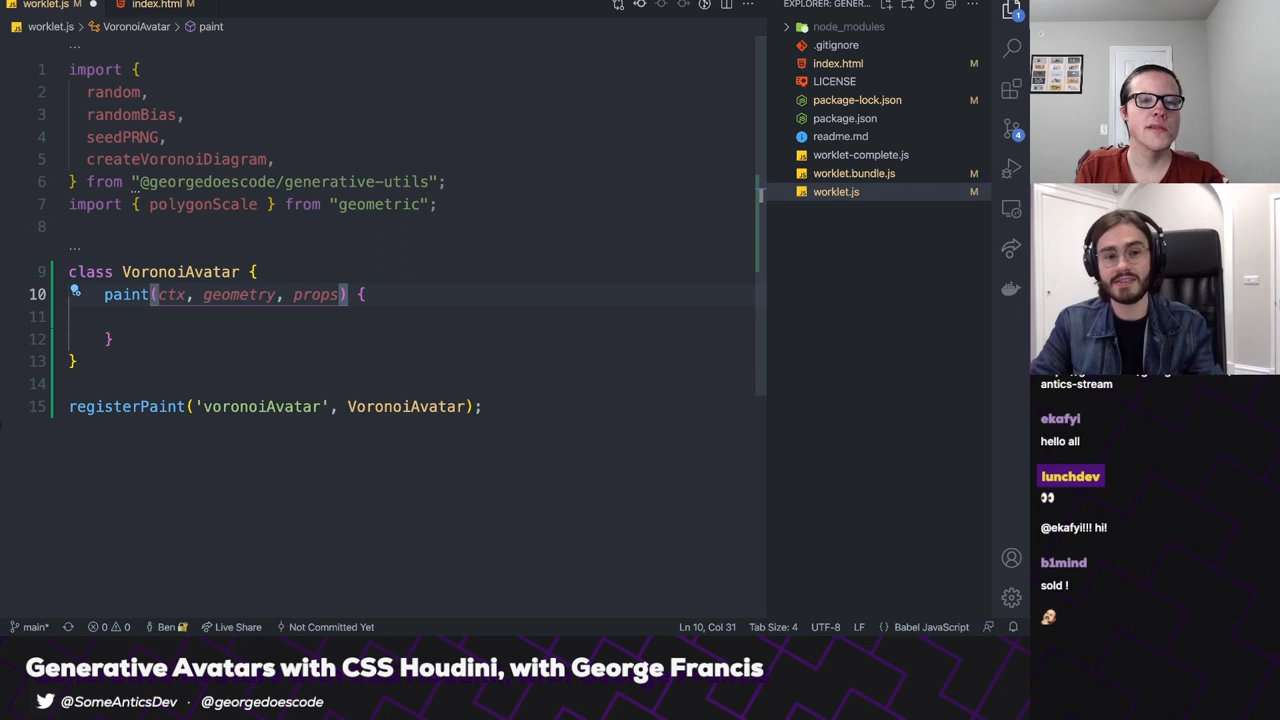 worklet.js
index.html M
EXPLORER: GENER...
worklet.js > VoronoiAvatar > paint
...
1 import {
2 random,
3 randomBias,
4 seedPRNG,
5 createVoronoiDiagram,
6 } from "@georgedoescode/generative-utils";
7 import { polygonScale } from "geometric";
8
...
9 class VoronoiAvatar {
10 paint(ctx, geometry, props) {
11
12 }
13 }
14
15 registerPaint('voronoiAvatar', VoronoiAvatar);
node_modules
.gitignore
index.html M
LICENSE
package-lock.json M
package.json
readme.md
worklet-complete.js
worklet.bundle.js M
worklet.js M
1
4
antics-stream
ekafyi
hello all
lunchdev
@ekafyi!!! hi!
b1mind
sold !
main* 0 0 Ben Live Share Not Committed Yet Ln 10, Col 31 Tab Size: 4 UTF-8 LF {} Babel JavaScript
Generative Avatars with CSS Houdini, with George Francis
@SomeAnticsDev · @georgedoescode